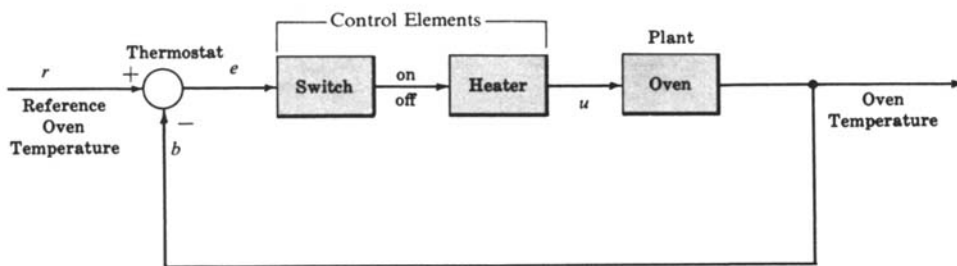 Control Elements
Plant
Thermostat
r
+
e
Switch
on
off
Heater
u
Oven
Reference
Oven
Temperature
−
b
Oven
Temperature